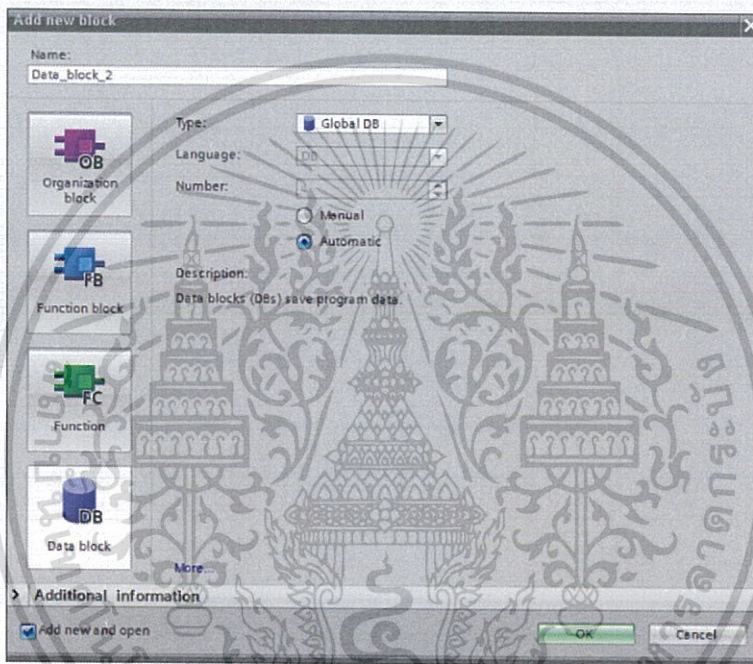 Add new block
Name:
Data_block_2
OB
Organization block
FB
Function block
FC
Function
DB
Data block
Type:
Global DB
Language:
DB
Number:
Manual
Automatic
Description:
Data blocks (DBs) save program data.
More...
> Additional information
Add new and open
OK
Cancel